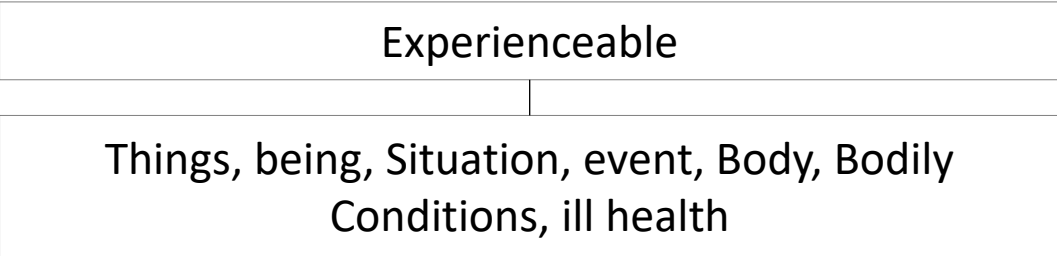 Experienceable
Things, being, Situation, event, Body, Bodily
Conditions, ill health